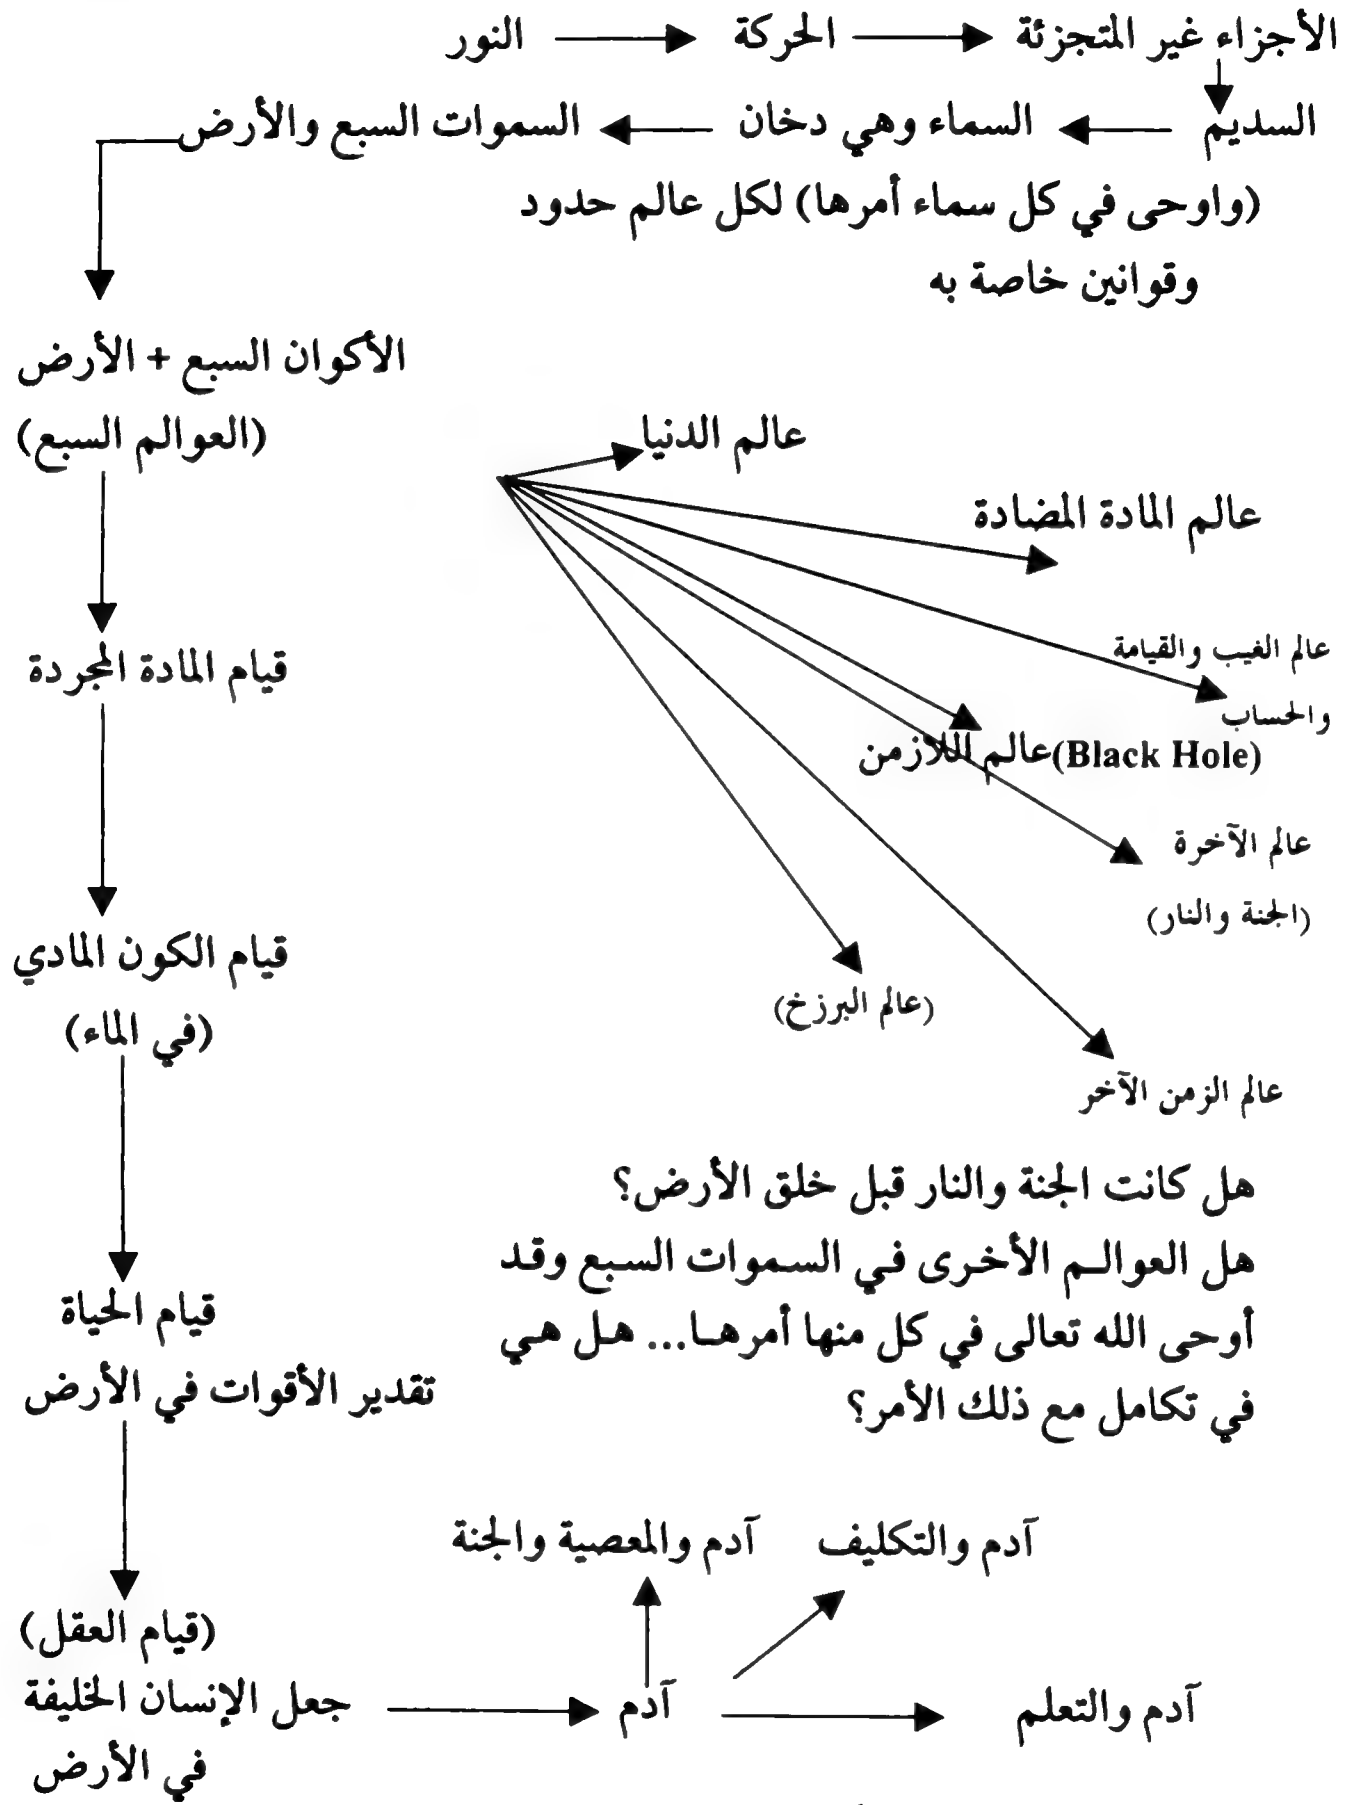 النور الحركة الأجزاء غير المتجزئة
السديم السماء وهي دخان السموات السبع والأرض
(واوحى في كل سماء أمرها) لكل عالم حدود
وقوانين خاصة به
الأكوان السبع + الأرض
(العوالم السبع)
عالم الدنيا
عالم المادة المضادة
عالم الغيب والقيامة
والحساب
قيام المادة المجردة
(Black Hole)عالم اللازمن
عالم الآخرة
(الجنة والنار)
قيام الكون المادي
(في الماء)
(عالم البرزخ)
عالم الزمن الآخر
هل كانت الجنة والنار قبل خلق الأرض؟
هل العوالم الأخرى في السموات السبع وقد
أوحى الله تعالى في كل منها أمرها... هل هي
في تكامل مع ذلك الأمر؟
قيام الحياة
تقدير الأقوات في الأرض
آدم والتكليف آدم والمعصية والجنة
(قيام العقل)
جعل الإنسان الخليفة آدم آدم والتعلم
في الأرض